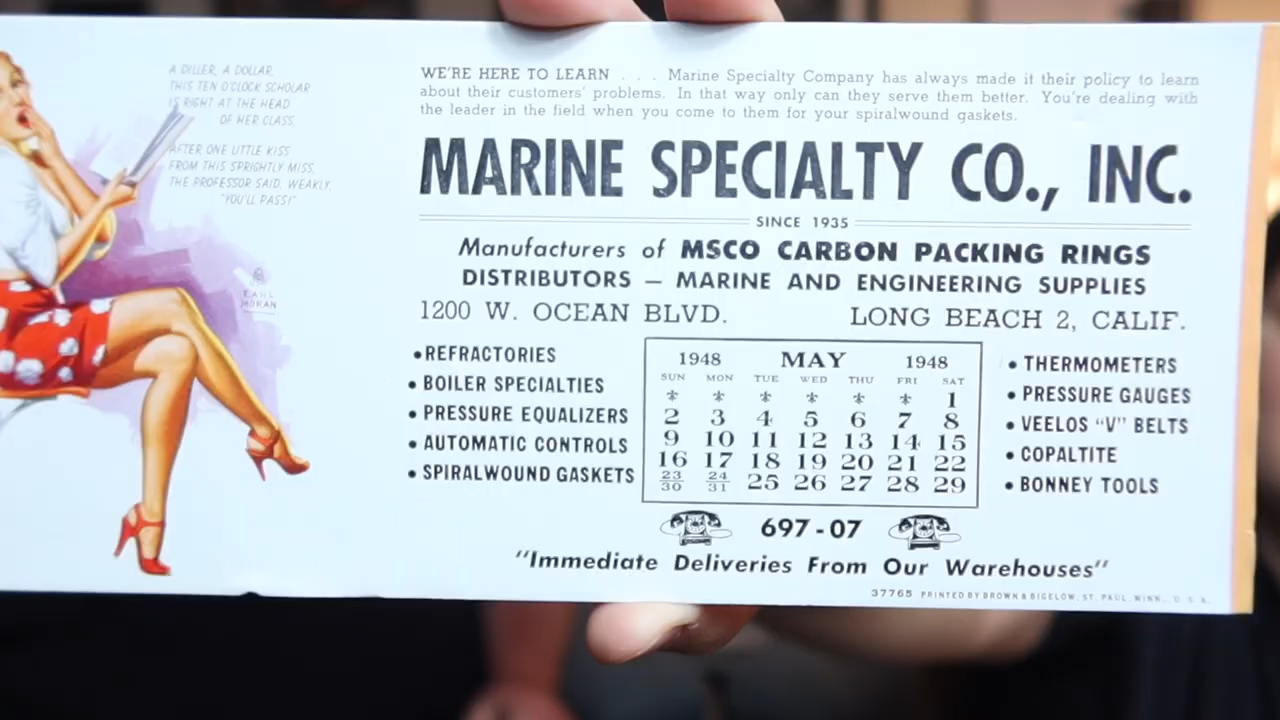 A DILLER, A DOLLAR,
THIS TEN O'CLOCK SCHOLAR
IS RIGHT AT THE HEAD
OF HER CLASS.
AFTER ONE LITTLE KISS
FROM THIS SPRIGHTLY MISS,
THE PROFESSOR SAID, WEAKLY,
"YOU'LL PASS!"
EARL
MORAN
WE'RE HERE TO LEARN . . . Marine Specialty Company has always made it their policy to learn
about their customers' problems. In that way only can they serve them better. You're dealing with
the leader in the field when you come to them for your spiralwound gaskets.
MARINE SPECIALTY CO., INC.
SINCE 1935
Manufacturers of MSCO CARBON PACKING RINGS
DISTRIBUTORS — MARINE AND ENGINEERING SUPPLIES
1200 W. OCEAN BLVD. LONG BEACH 2, CALIF.
• REFRACTORIES
• BOILER SPECIALTIES
• PRESSURE EQUALIZERS
• AUTOMATIC CONTROLS
• SPIRALWOUND GASKETS
1948 MAY 1948
SUN MON TUE WED THU FRI SAT
1
2 3 4 5 6 7 8
9 10 11 12 13 14 15
16 17 18 19 20 21 22
23/30 24/31 25 26 27 28 29
• THERMOMETERS
• PRESSURE GAUGES
• VEELOS "V" BELTS
• COPALTITE
• BONNEY TOOLS
697-07
"Immediate Deliveries From Our Warehouses"
37765 PRINTED BY BROWN & BIGELOW, ST. PAUL, MINN., U. S. A.